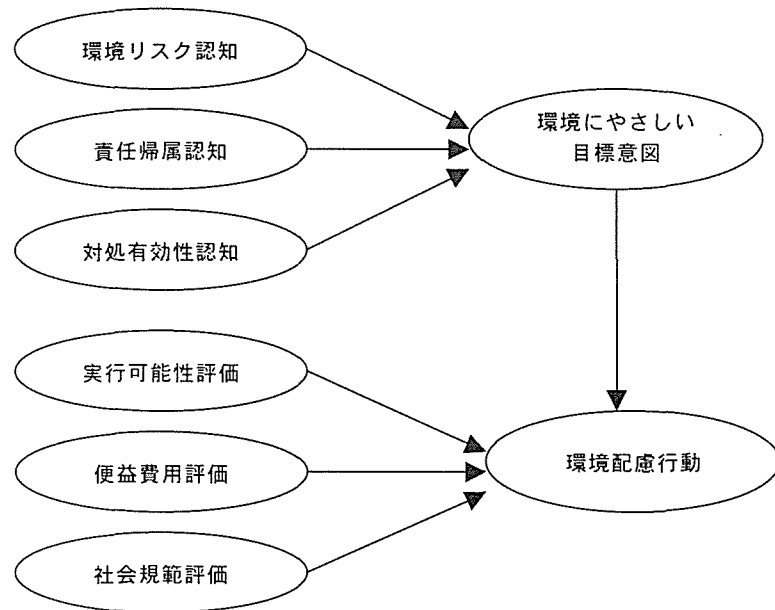 環境リスク認知
責任帰属認知
対処有効性認知
環境にやさしい
目標意図
実行可能性評価
便益費用評価
社会規範評価
環境配慮行動